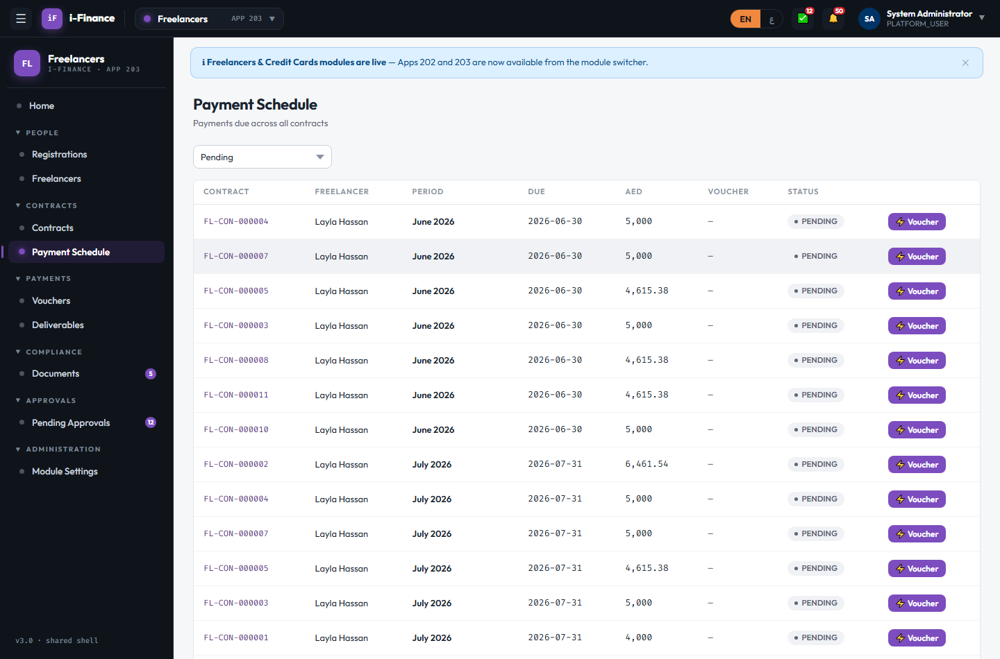 ☰ iF i-Finance Freelancers APP 203 ▼ EN ع 12 50 SA System Administrator ▼
PLATFORM_USER
FL Freelancers
I-FINANCE · APP 203
Home
▼ PEOPLE
Registrations
Freelancers
▼ CONTRACTS
Contracts
Payment Schedule
▼ PAYMENTS
Vouchers
Deliverables
▼ COMPLIANCE
Documents 5
▼ APPROVALS
Pending Approvals 12
▼ ADMINISTRATION
Module Settings
v3.0 · shared shell
ℹ Freelancers & Credit Cards modules are live — Apps 202 and 203 are now available from the module switcher. ×
Payment Schedule
Payments due across all contracts
Pending
CONTRACT FREELANCER PERIOD DUE AED VOUCHER STATUS
FL-CON-000004 Layla Hassan June 2026 2026-06-30 5,000 — PENDING ⚡ Voucher
FL-CON-000007 Layla Hassan June 2026 2026-06-30 5,000 — PENDING ⚡ Voucher
FL-CON-000005 Layla Hassan June 2026 2026-06-30 4,615.38 — PENDING ⚡ Voucher
FL-CON-000003 Layla Hassan June 2026 2026-06-30 5,000 — PENDING ⚡ Voucher
FL-CON-000008 Layla Hassan June 2026 2026-06-30 4,615.38 — PENDING ⚡ Voucher
FL-CON-000011 Layla Hassan June 2026 2026-06-30 4,615.38 — PENDING ⚡ Voucher
FL-CON-000010 Layla Hassan June 2026 2026-06-30 5,000 — PENDING ⚡ Voucher
FL-CON-000002 Layla Hassan July 2026 2026-07-31 6,461.54 — PENDING ⚡ Voucher
FL-CON-000004 Layla Hassan July 2026 2026-07-31 5,000 — PENDING ⚡ Voucher
FL-CON-000007 Layla Hassan July 2026 2026-07-31 5,000 — PENDING ⚡ Voucher
FL-CON-000005 Layla Hassan July 2026 2026-07-31 4,615.38 — PENDING ⚡ Voucher
FL-CON-000003 Layla Hassan July 2026 2026-07-31 5,000 — PENDING ⚡ Voucher
FL-CON-000001 Layla Hassan July 2026 2026-07-31 4,000 — PENDING ⚡ Voucher